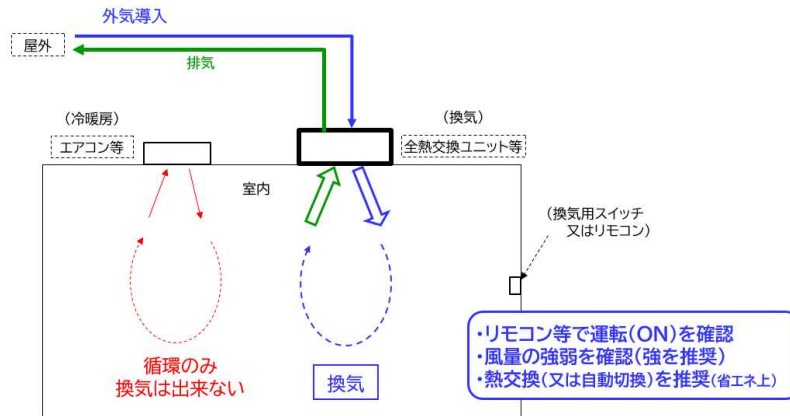 外気導入
屋外
排気
(冷暖房)
エアコン等
(換気)
全熱交換ユニット等
室内
(換気用スイッチ
又はリモコン)
循環のみ
換気は出来ない
換気
・リモコン等で運転(ON)を確認
・風量の強弱を確認(強を推奨)
・熱交換(又は自動切換)を推奨(省エネ上)